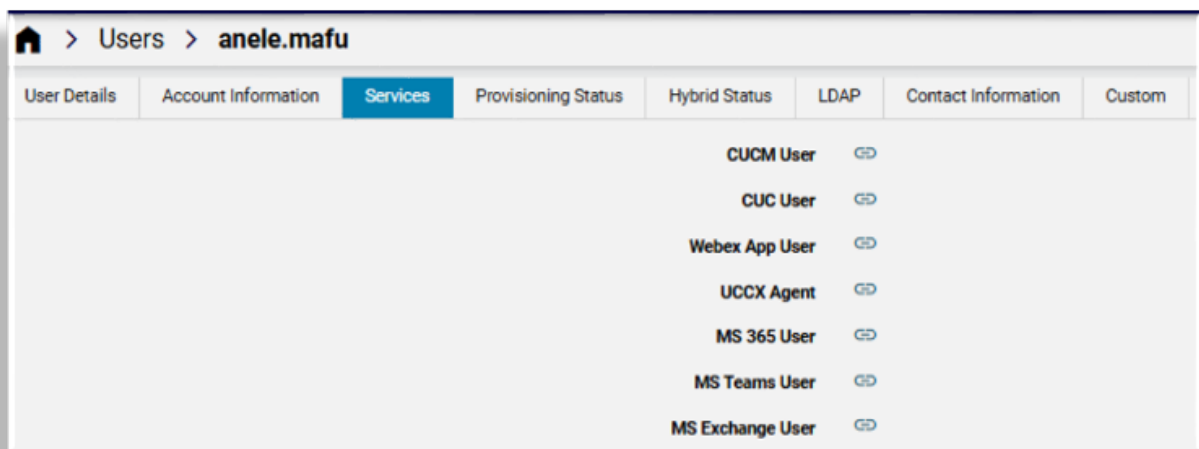 > Users > anele.mafu
User Details Account Information Services Provisioning Status Hybrid Status LDAP Contact Information Custom
CUCM User
CUC User
Webex App User
UCCX Agent
MS 365 User
MS Teams User
MS Exchange User